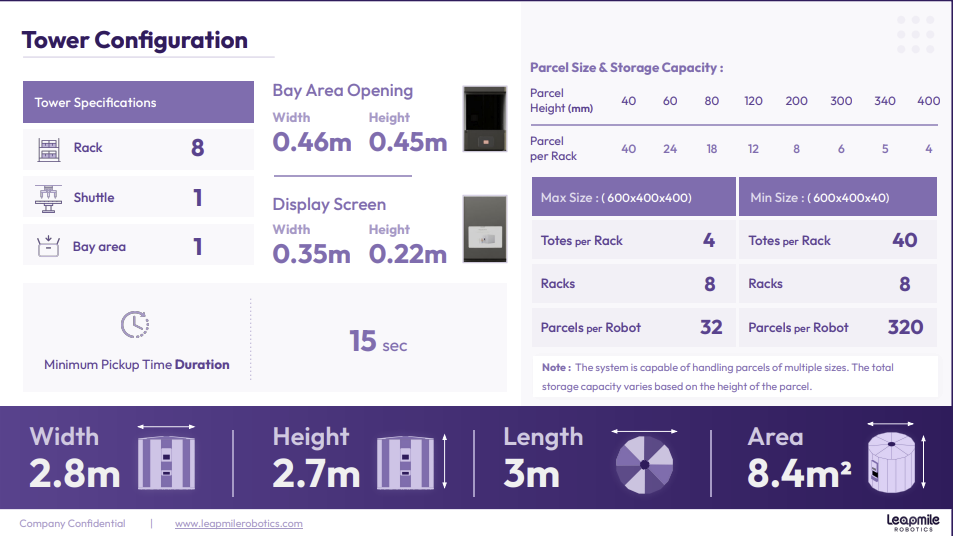 Tower Configuration
Tower Specifications
Rack 8
Shuttle 1
Bay area 1
Bay Area Opening
Width Height
0.46m 0.45m
Display Screen
Width Height
0.35m 0.22m
Minimum Pickup Time Duration
15 sec
Parcel Size & Storage Capacity :
Parcel
Height (mm) 40 60 80 120 200 300 340 400
Parcel
per Rack 40 24 18 12 8 6 5 4
Max Size : ( 600x400x400) Min Size : ( 600x400x40)
Totes per Rack 4 Totes per Rack 40
Racks 8 Racks 8
Parcels per Robot 32 Parcels per Robot 320
Note : The system is capable of handling parcels of multiple sizes. The total
storage capacity varies based on the height of the parcel.
Width Height Length Area
2.8m 2.7m 3m 8.4m²
Company Confidential | www.leapmilerobotics.com
Leapmile
ROBOTICS